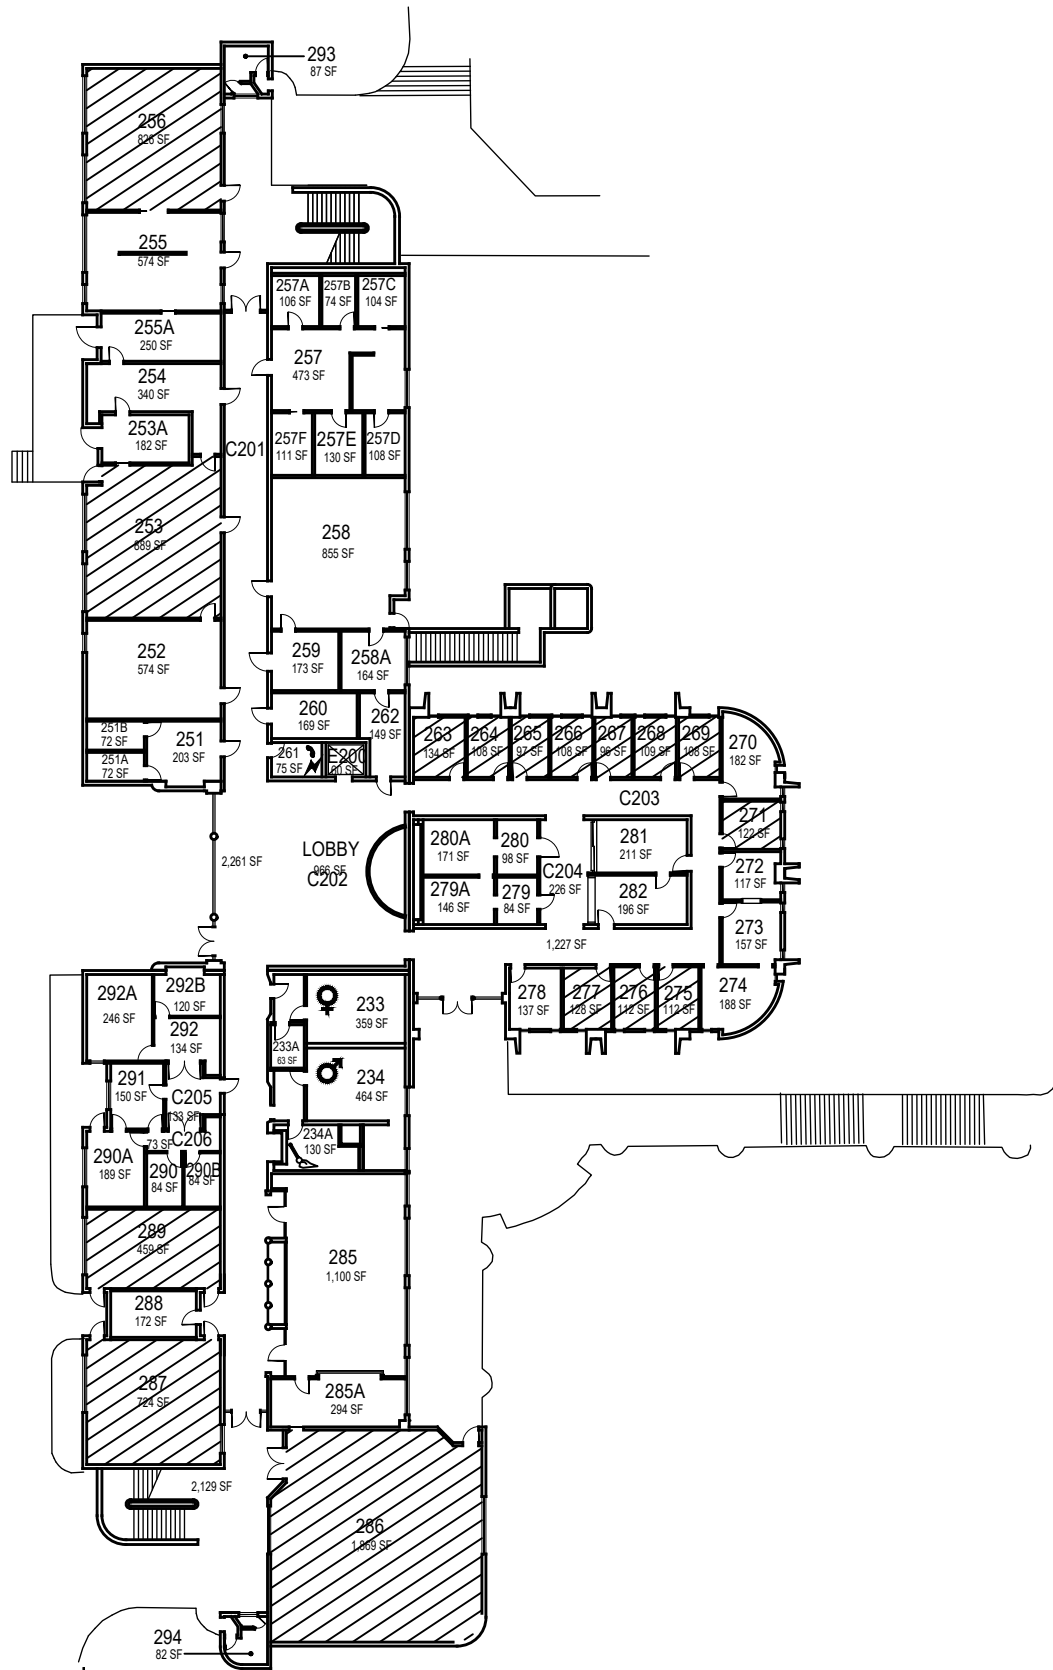 293
87 SF
256
826 SF
255
574 SF
257A
106 SF
257B
74 SF
257C
104 SF
255A
250 SF
257
473 SF
254
340 SF
253A
182 SF
C201
257F
111 SF
257E
130 SF
257D
108 SF
253
889 SF
258
855 SF
252
574 SF
259
173 SF
258A
164 SF
251B
72 SF
251
203 SF
251A
72 SF
260
169 SF
262
149 SF
261
75 SF
E200
60 SF
263
134 SF
264
108 SF
265
97 SF
266
108 SF
267
96 SF
268
109 SF
269
108 SF
270
182 SF
C203
271
122 SF
LOBBY
966 SF
C202
2,261 SF
280A
171 SF
280
98 SF
281
211 SF
C204
226 SF
272
117 SF
279A
146 SF
279
84 SF
282
196 SF
273
157 SF
1,227 SF
292A
246 SF
292B
120 SF
233
359 SF
278
137 SF
277
128 SF
276
112 SF
275
112 SF
274
188 SF
292
134 SF
233A
63 SF
291
150 SF
234
464 SF
C205
133 SF
73 SF
C206
234A
130 SF
290A
189 SF
290
84 SF
290B
84 SF
289
459 SF
285
1,100 SF
288
172 SF
287
724 SF
285A
294 SF
2,129 SF
286
1,869 SF
294
82 SF